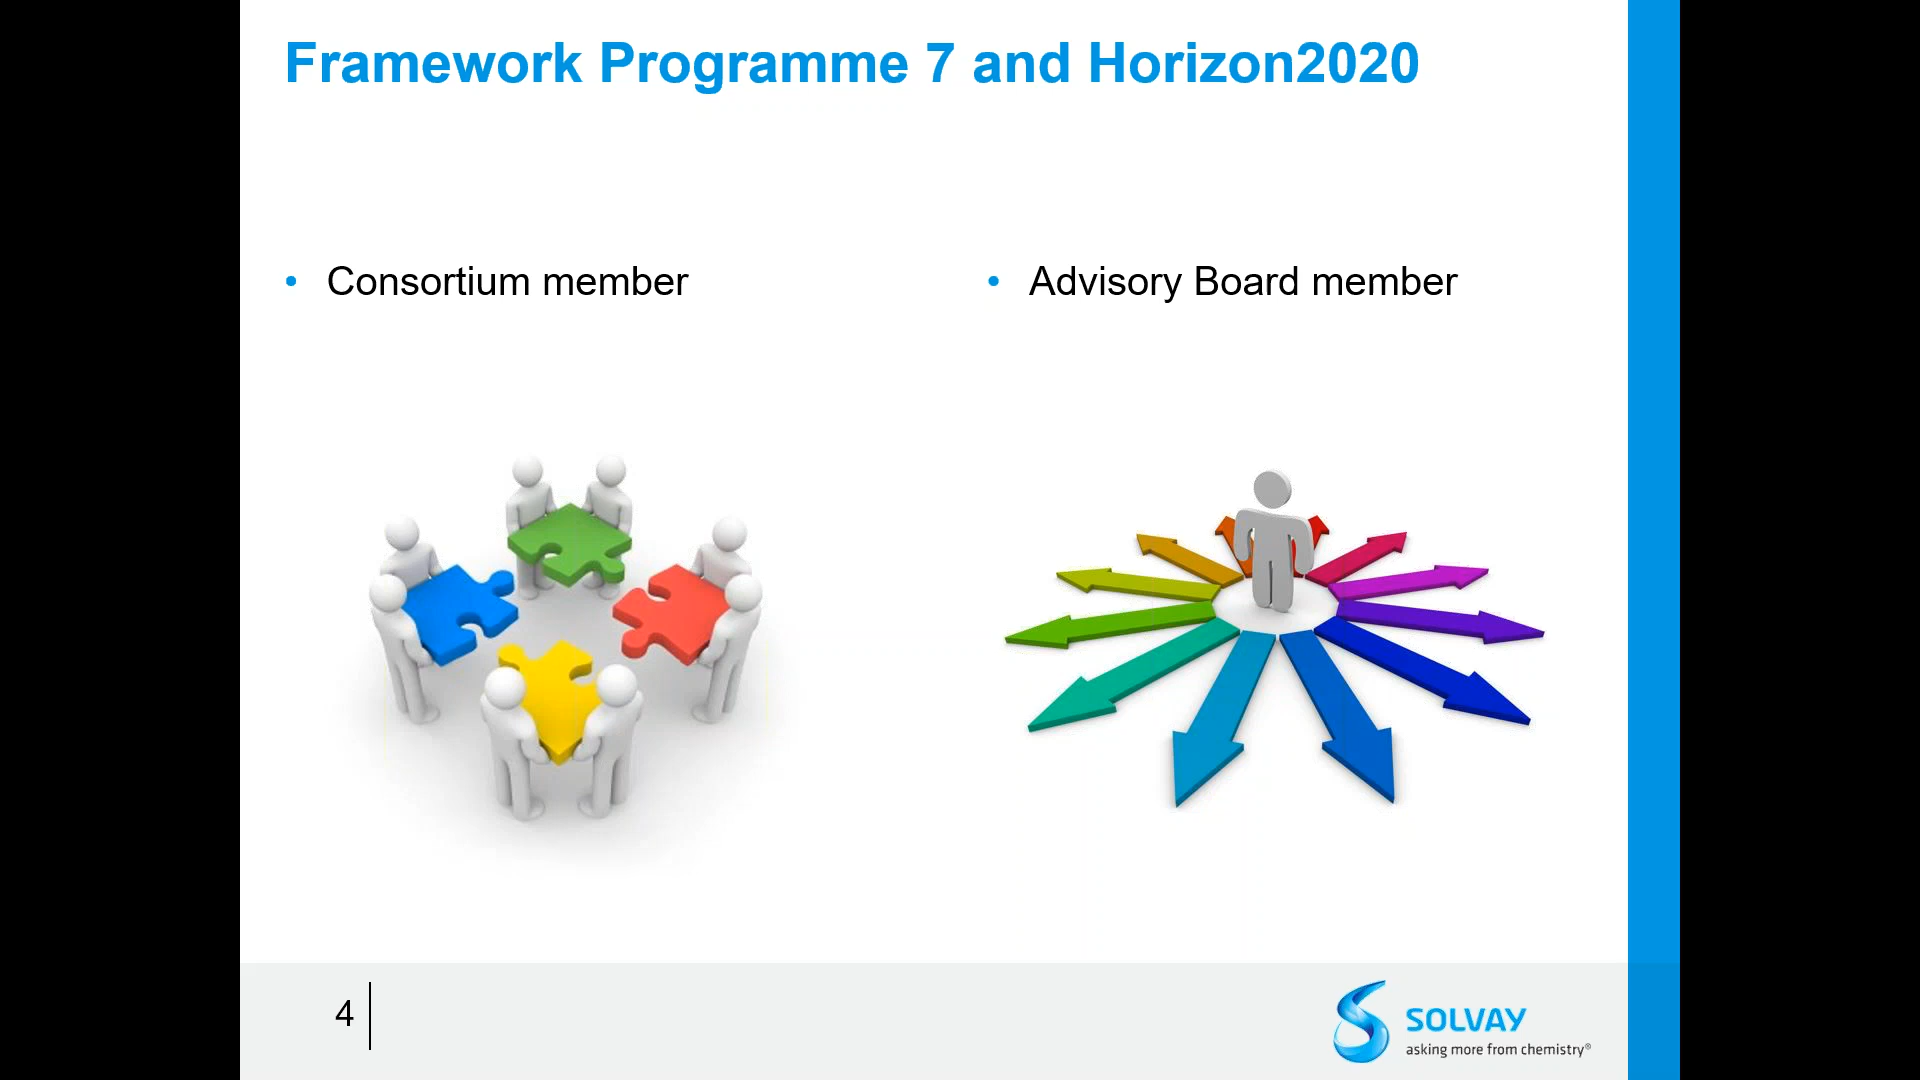 Framework Programme 7 and Horizon2020
• Consortium member
• Advisory Board member
4
SOLVAY
asking more from chemistry®